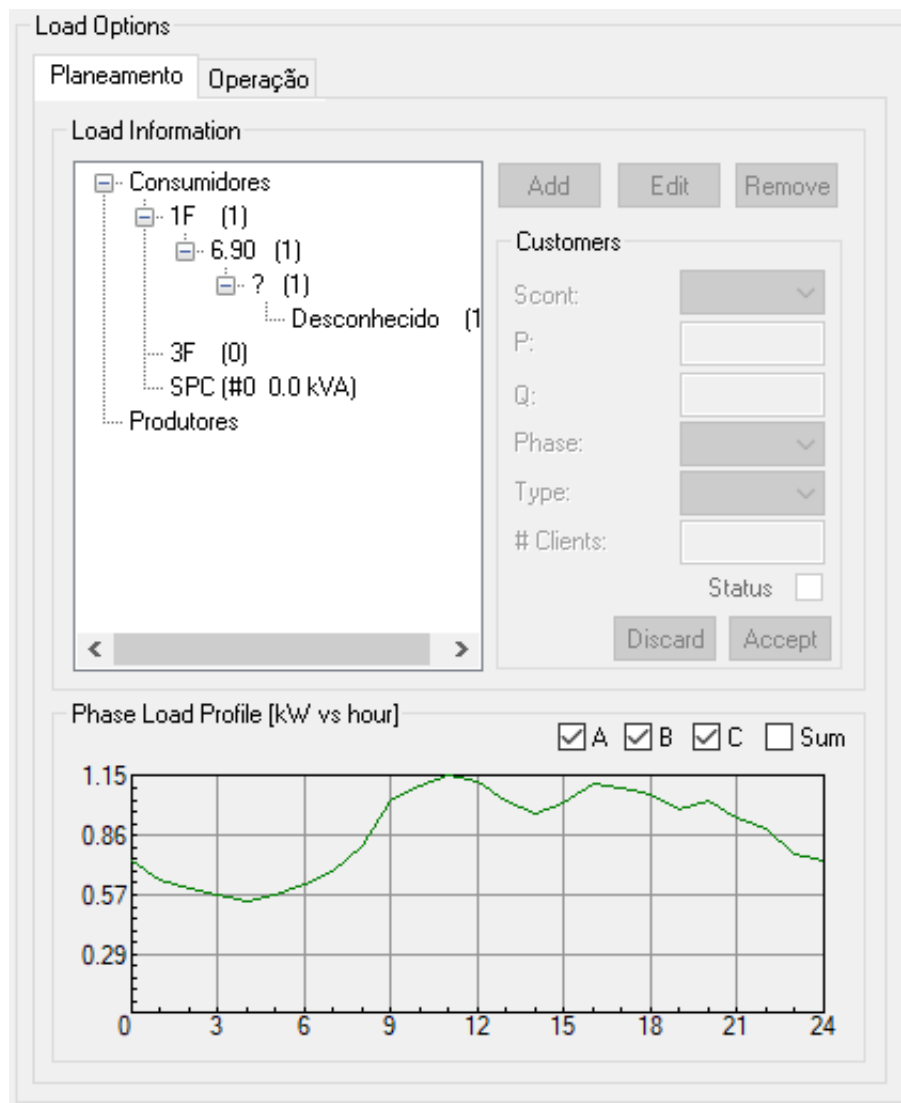 Load Options
Planeamento Operação
Load Information
Consumidores
1F (1)
6.90 (1)
? (1)
Desconhecido (1
3F (0)
SPC (#0 0.0 kVA)
Produtores
Add Edit Remove
Customers
Scont:
P:
Q:
Phase:
Type:
# Clients:
Status
Discard Accept
Phase Load Profile [kW vs hour]
A B C Sum
1.15
0.86
0.57
0.29
0 3 6 9 12 15 18 21 24